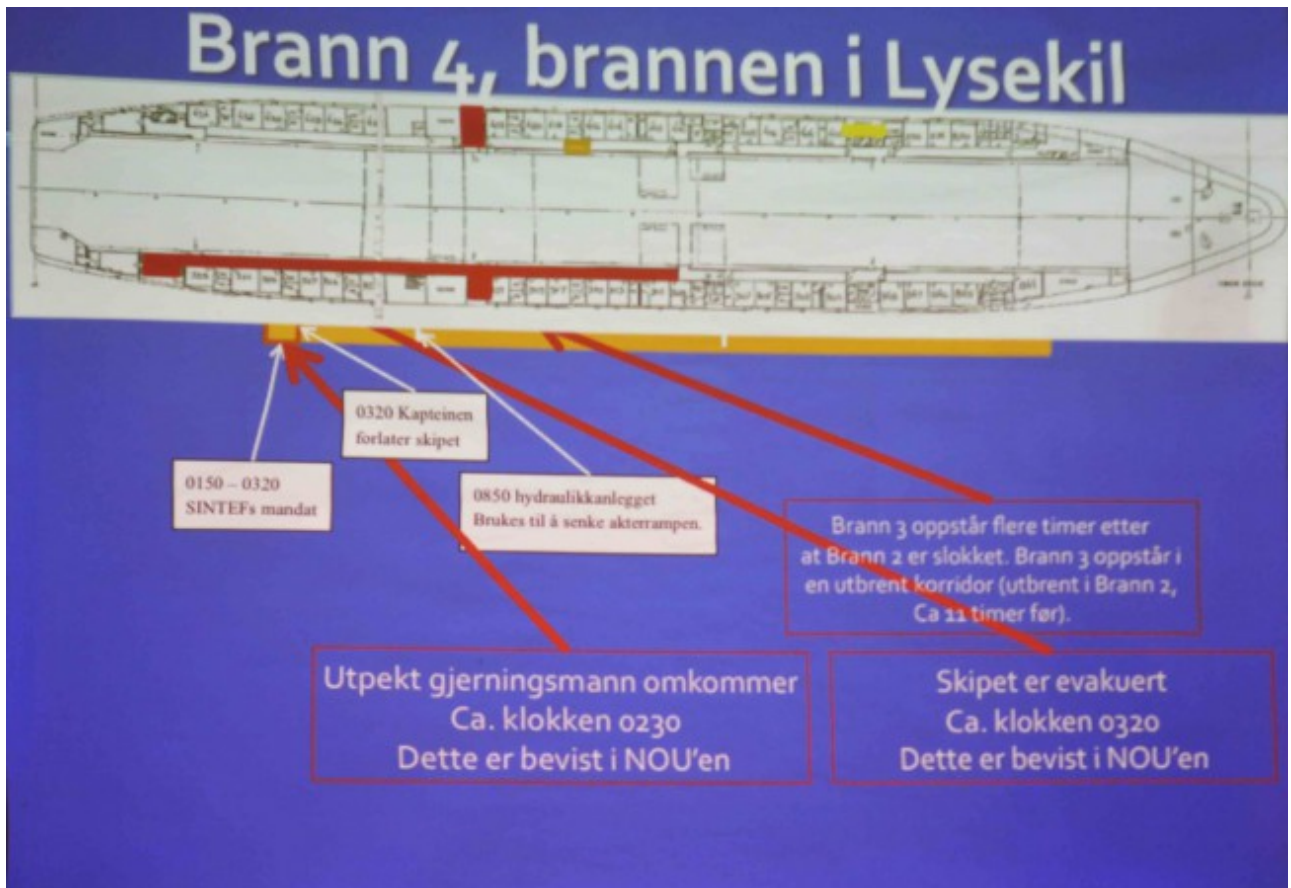 Brann 4, brannen i Lysekil
0320 Kapteinen
forlater skipet
0150 – 0320
SINTEFs mandat
0850 hydraulikkanlegget
Brukes til å senke akterrampen.
Brann 3 oppstår flere timer etter
at Brann 2 er slokket. Brann 3 oppstår i
en utbrent korridor (utbrent i Brann 2,
Ca 11 timer før).
Utpekt gjerningsmann omkommer
Ca. klokken 0230
Dette er bevist i NOU'en
Skipet er evakuert
Ca. klokken 0320
Dette er bevist i NOU'en